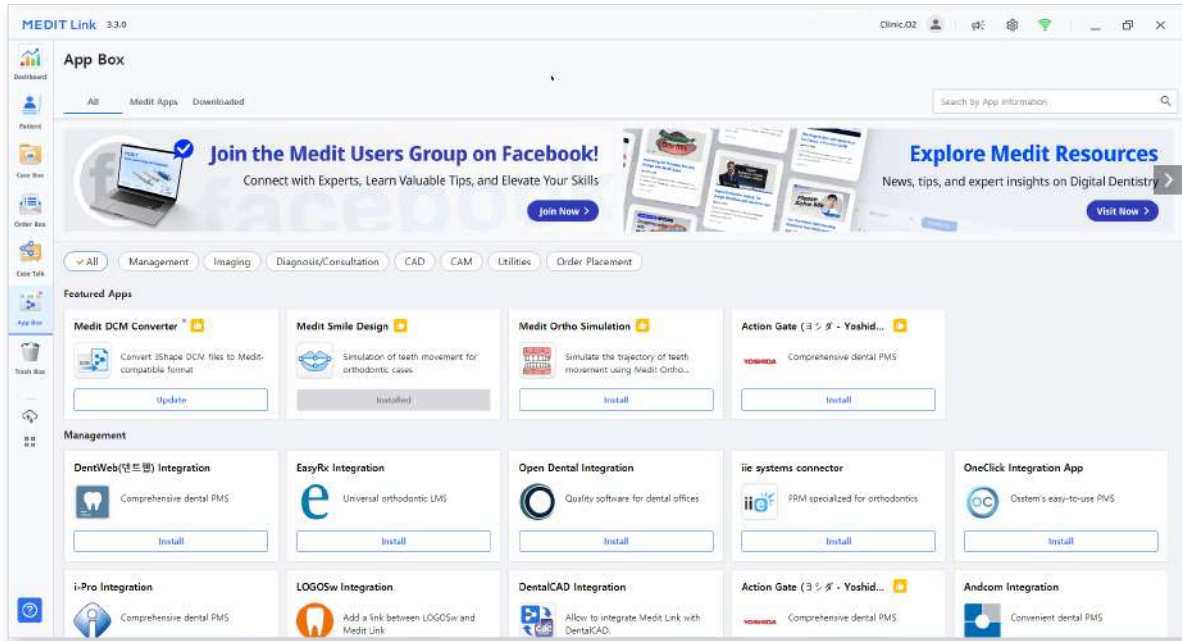 MEDIT Link 3.3.0
Clinic.02
App Box
All Medit Apps Downloaded
Search by App Information
Join the Medit Users Group on Facebook!
Connect with Experts, Learn Valuable Tips, and Elevate Your Skills
Join Now >
Explore Medit Resources
News, tips, and expert insights on Digital Dentistry
Visit Now >
Dashboard
Patient
Case Box
Order Box
Case Talk
App Box
Trash Box
All Management Imaging Diagnosis/Consultation CAD CAM Utilities Order Placement
Featured Apps
Medit DCM Converter
Convert 3Shape DCM files to Medit-
compatible format
Update
Medit Smile Design
Simulation of teeth movement for
orthodontic cases
Installed
Medit Ortho Simulation
Simulate the trajectory of teeth
movement using Medit Ortho...
Install
Action Gate (ヨシダ - Yoshid...
YOSHIDA
Comprehensive dental PMS
Install
Management
DentWeb(덴트웹) Integration
Comprehensive dental PMS
Install
EasyRx Integration
e
Universal orthodontic LMS
Install
Open Dental Integration
Quality software for dental offices
Install
iie systems connector
iie
PRM specialized for orthodontics
Install
OneClick Integration App
OC
Osstem's easy-to-use PMS
Install
i-Pro Integration
Comprehensive dental PMS
LOGOSw Integration
Add a link between LOGOSw and
Medit Link
DentalCAD Integration
Allow to integrate Medit Link with
DentalCAD.
Action Gate (ヨシダ - Yoshid...
YOSHIDA
Comprehensive dental PMS
Andcom Integration
Convenient dental PMS